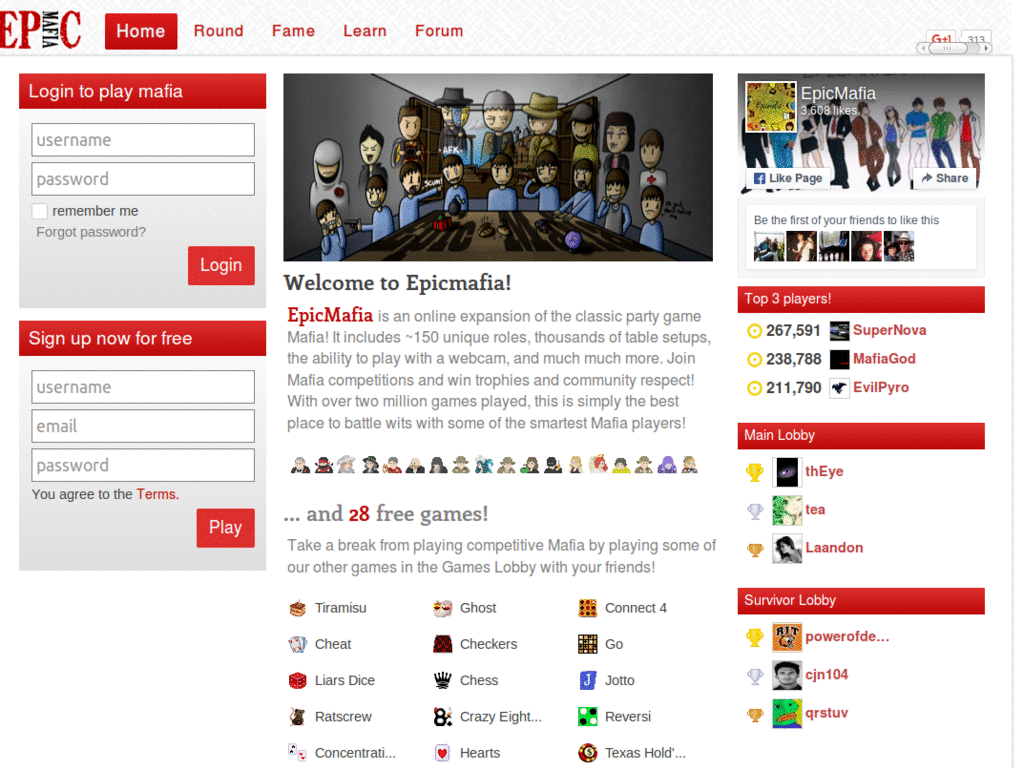 EPIC MAFIA
Home Round Fame Learn Forum
G+1 313
Login to play mafia
username
password
remember me
Forgot password?
Login
Sign up now for free
username
email
password
You agree to the Terms.
Play
-AFK-
SCUM!
Epic Mafia
Welcome to Epicmafia!
EpicMafia is an online expansion of the classic party game
Mafia! It includes ~150 unique roles, thousands of table setups,
the ability to play with a webcam, and much much more. Join
Mafia competitions and win trophies and community respect!
With over two million games played, this is simply the best
place to battle wits with some of the smartest Mafia players!
... and 28 free games!
Take a break from playing competitive Mafia by playing some of
our other games in the Games Lobby with your friends!
Tiramisu Ghost Connect 4
Cheat Checkers Go
Liars Dice Chess Jotto
Ratscrew Crazy Eight... Reversi
Concentrati... Hearts Texas Hold'...
EpicMafia
3,608 likes
Like Page Share
Be the first of your friends to like this
Top 3 players!
267,591 SuperNova
238,788 MafiaGod
211,790 EvilPyro
Main Lobby
thEye
tea
Laandon
Survivor Lobby
powerofde...
cjn104
qrstuv